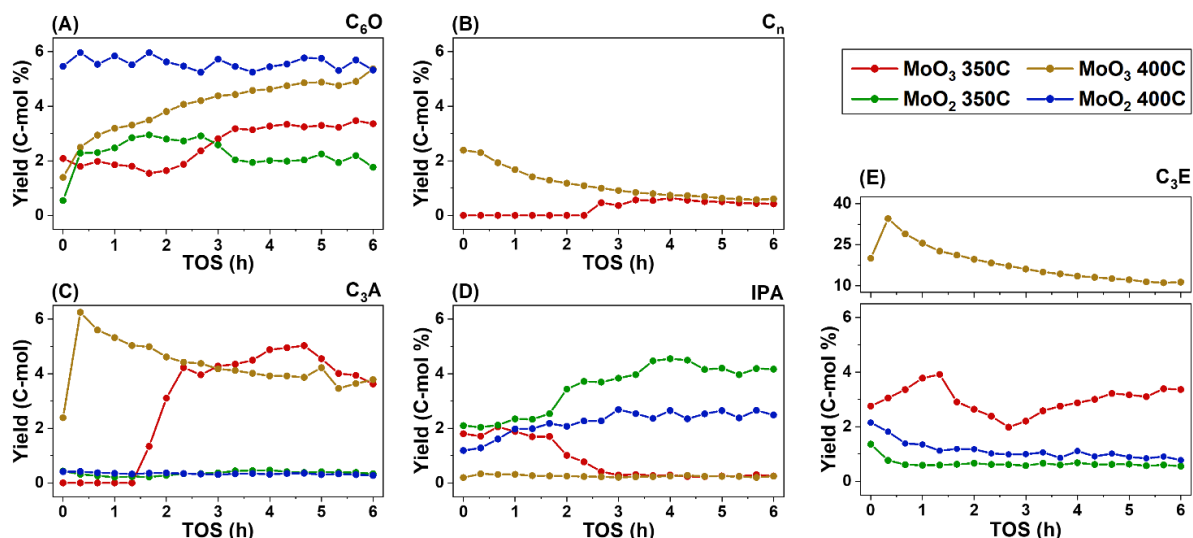 (A) C₆O
Yield (C-mol %)
6
4
2
0
0 1 2 3 4 5 6
TOS (h)
(B) Cₙ
Yield (C-mol %)
6
4
2
0
0 1 2 3 4 5 6
TOS (h)
MoO₃ 350C MoO₃ 400C
MoO₂ 350C MoO₂ 400C
(C) C₃A
Yield (C-mol)
6
4
2
0
0 1 2 3 4 5 6
TOS (h)
(D) IPA
Yield (C-mol %)
6
4
2
0
0 1 2 3 4 5 6
TOS (h)
(E) C₃E
Yield (C-mol %)
40
25
10
6
4
2
0
0 1 2 3 4 5 6
TOS (h)